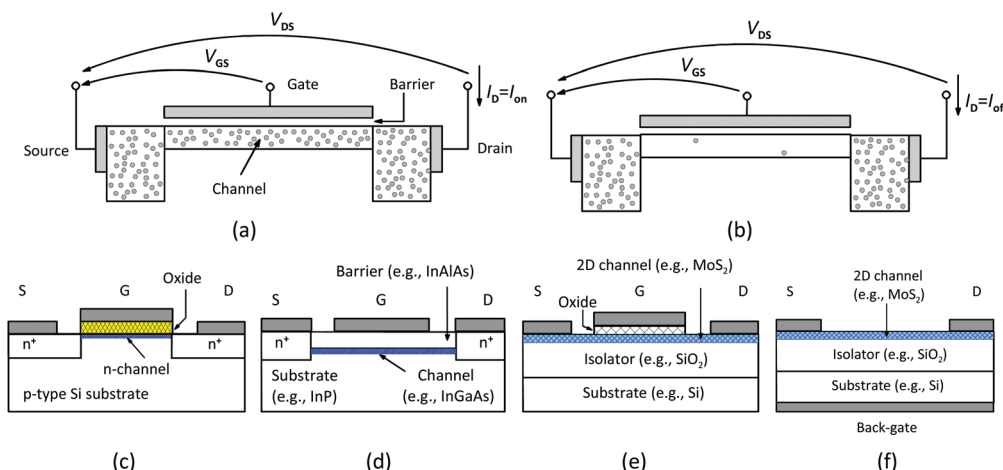 V_DS
V_GS
Gate
Barrier
I_D=I_on
Source
Drain
Channel
(a)
V_DS
V_GS
I_D=I_of
(b)
Oxide
S
G
D
n+
n+
n-channel
p-type Si substrate
(c)
Barrier (e.g., InAlAs)
S
G
D
n+
n+
Substrate
(e.g., InP)
Channel
(e.g., InGaAs)
(d)
2D channel (e.g., MoS₂)
S
G
D
Oxide
Isolator (e.g., SiO₂)
Substrate (e.g., Si)
(e)
2D channel
(e.g., MoS₂)
S
D
Isolator (e.g., SiO₂)
Substrate (e.g., Si)
Back-gate
(f)